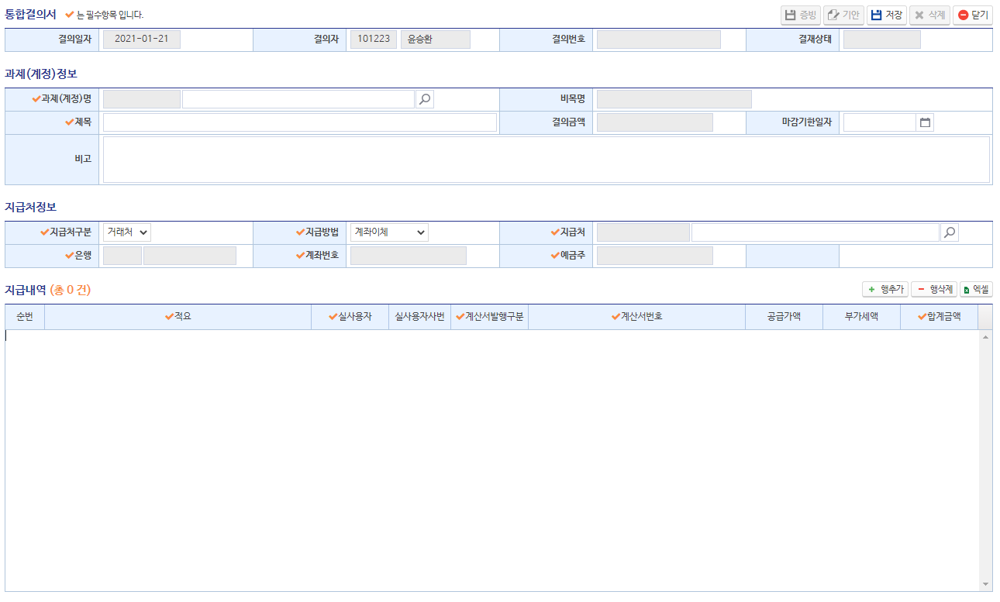 통합결의서 는 필수항목 입니다. 증빙 기안 저장 삭제 닫기
결의일자 2021-01-21 결의자 101223 윤승환 결의번호 결재상태
과제(계정)정보
과제(계정)명 비목명
제목 결의금액 마감기한일자
비고
지급처정보
지급처구분 거래처 지급방법 계좌이체 지급처
은행 계좌번호 예금주
지급내역 (총 0 건) 행추가 행삭제 엑셀
순번 적요 실사용자 실사용자사번 계산서발행구분 계산서번호 공급가액 부가세액 합계금액